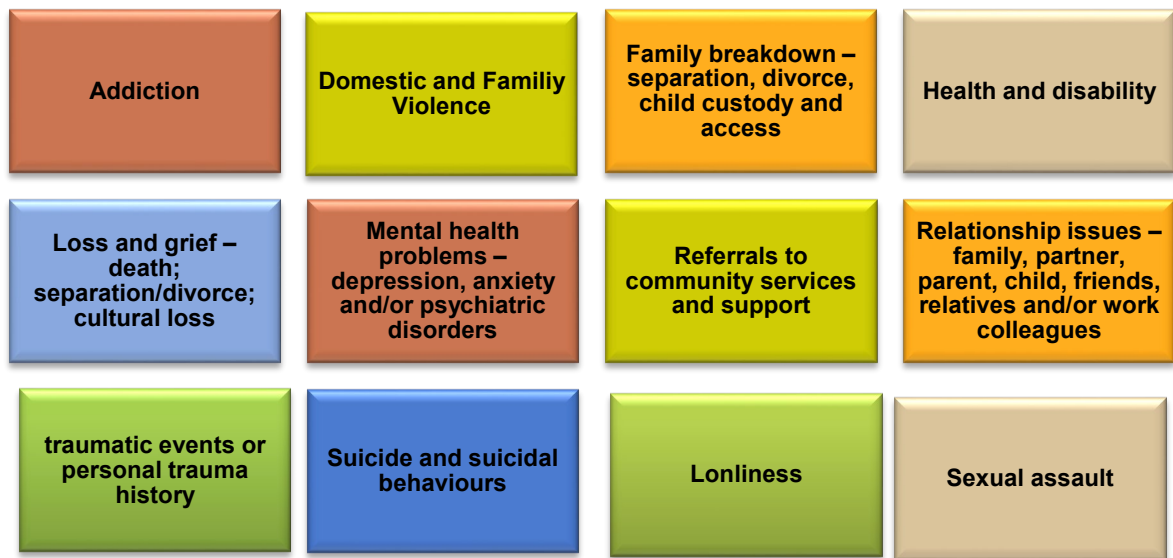 Addiction
Domestic and Familiy
Violence
Family breakdown –
separation, divorce,
child custody and
access
Health and disability
Loss and grief –
death;
separation/divorce;
cultural loss
Mental health
problems –
depression, anxiety
and/or psychiatric
disorders
Referrals to
community services
and support
Relationship issues –
family, partner,
parent, child, friends,
relatives and/or work
colleagues
traumatic events or
personal trauma
history
Suicide and suicidal
behaviours
Lonliness
Sexual assault